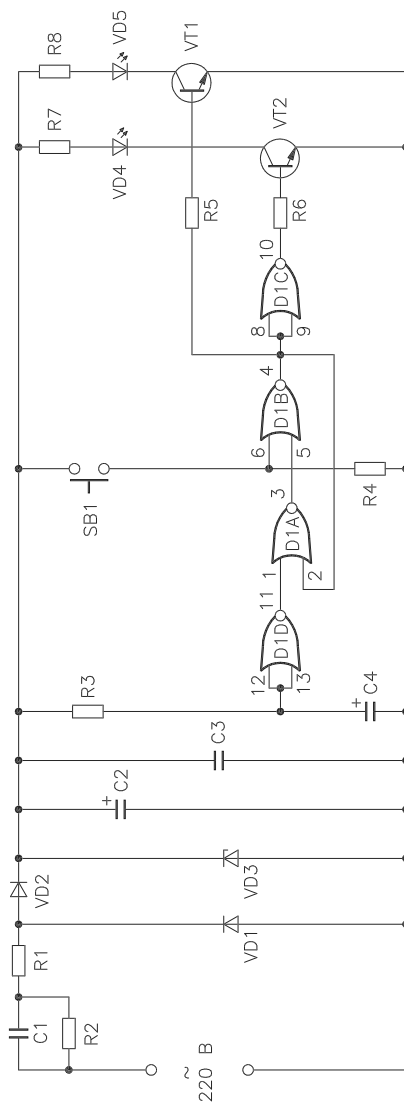 ~
220 В
C1
R2
R1
VD2
VD1
VD3
+ C2
C3
R3
+ C4
12
13
D1D
11
1
2
D1A
3
SB1
R4
6
5
D1B
4
8
9
D1C
10
R5
R6
R7
VD4
VT2
R8
VD5
VT1